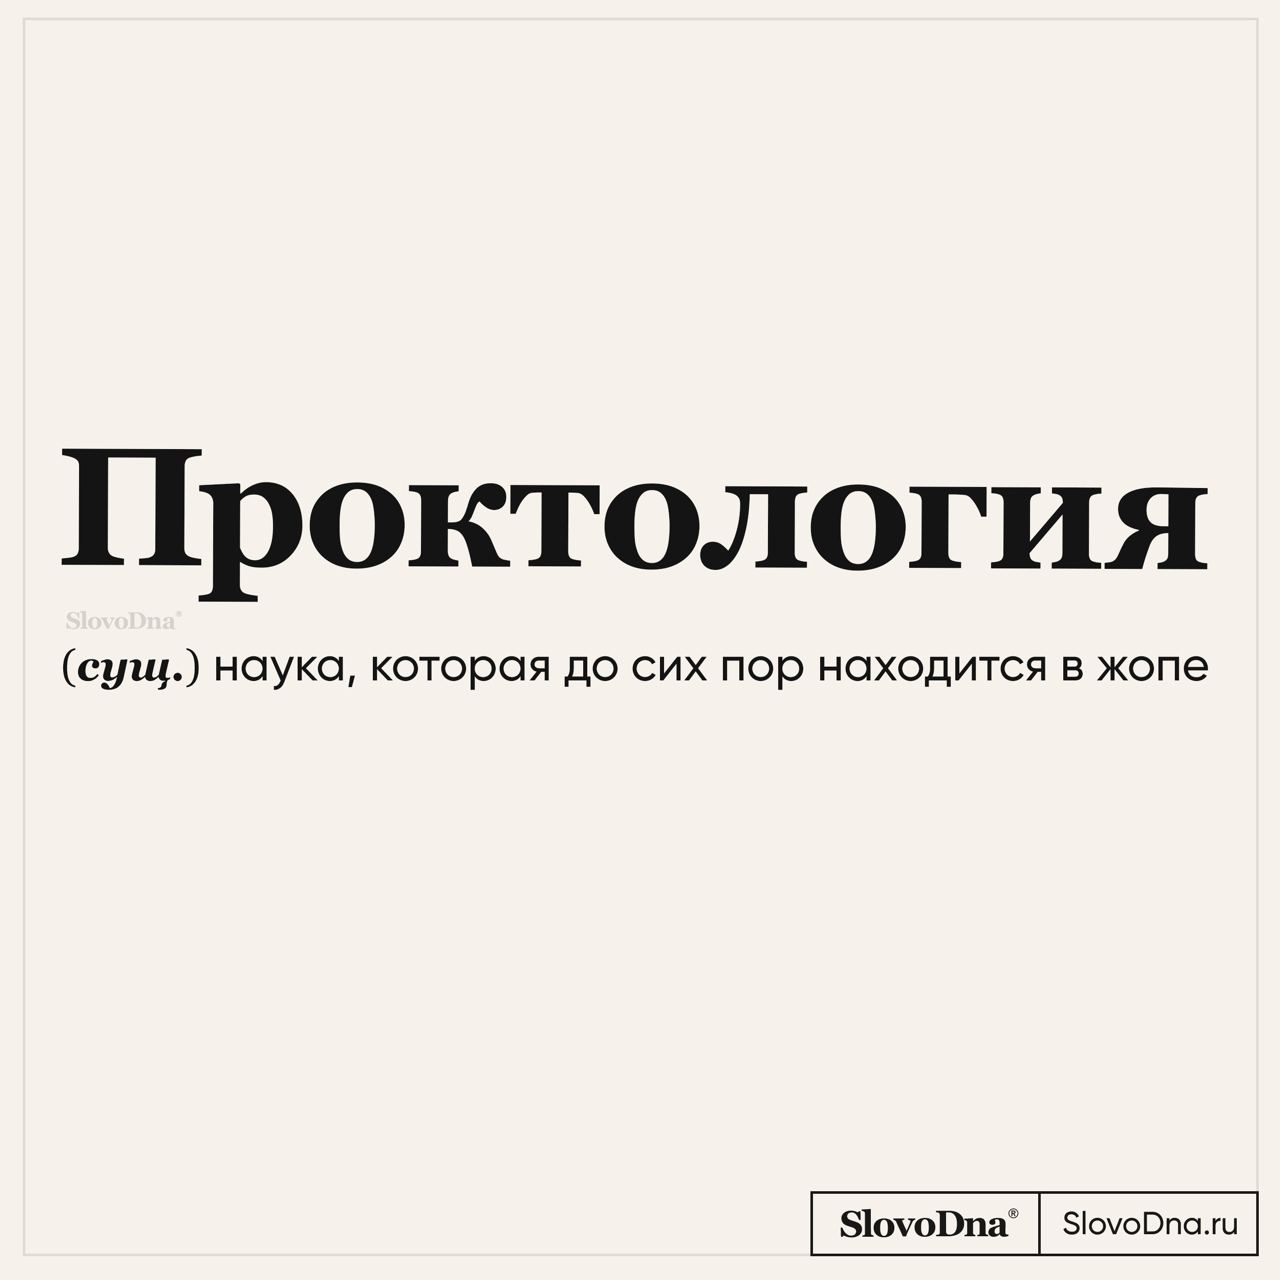 Проктология
SlovoDna®
(сущ.) наука, которая до сих пор находится в жопе
SlovoDna® SlovoDna.ru